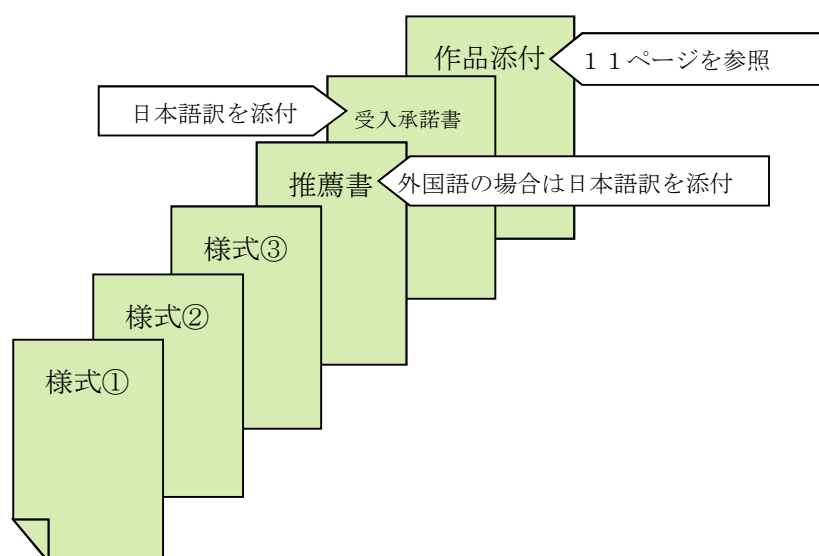 作品添付
１１ページを参照
日本語訳を添付
受入承諾書
推薦書
外国語の場合は日本語訳を添付
様式③
様式②
様式①